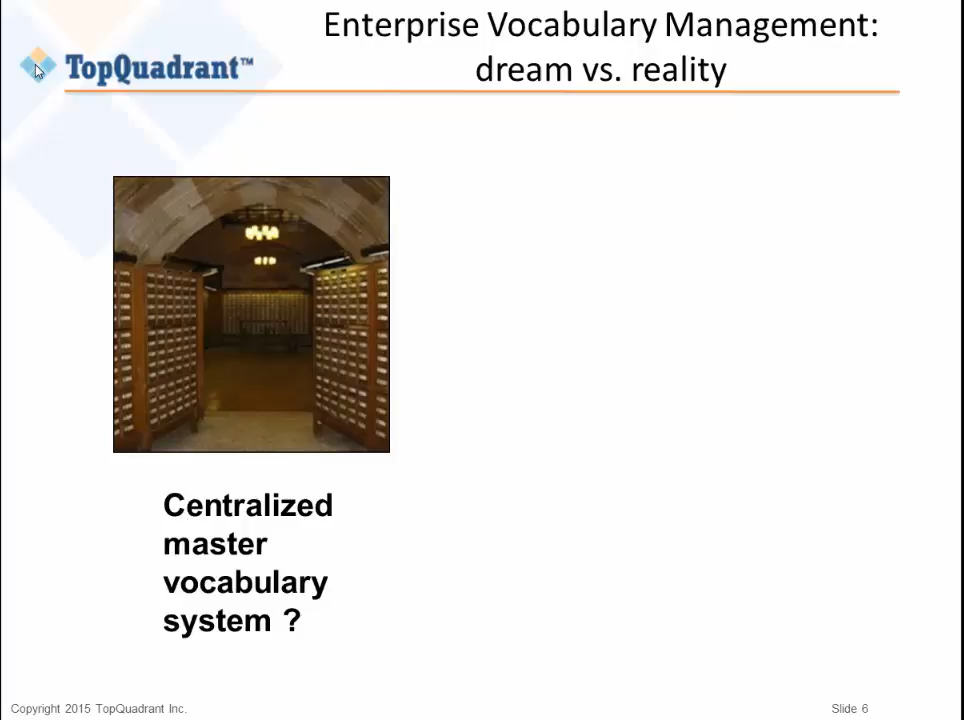 Enterprise Vocabulary Management:
dream vs. reality
TopQuadrant™
Centralized
master
vocabulary
system ?
Copyright 2015 TopQuadrant Inc.
Slide 6